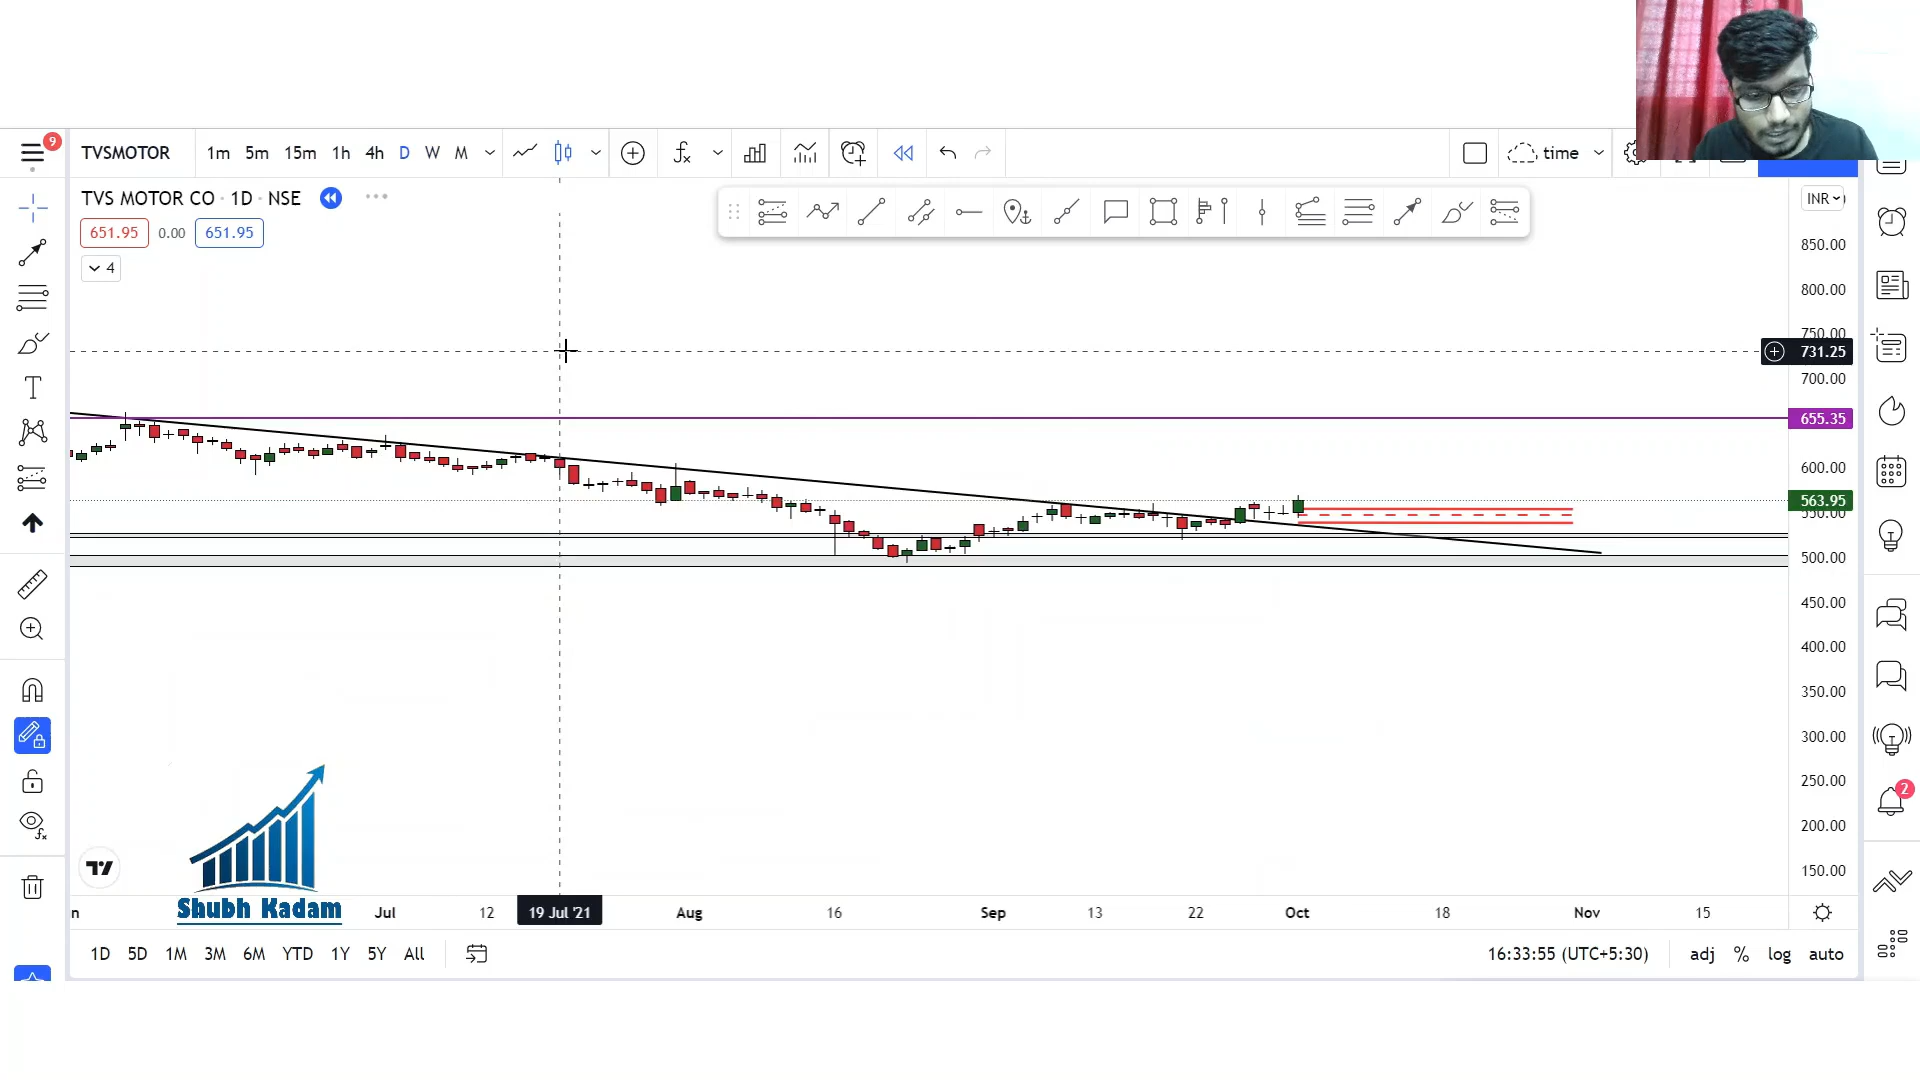 9
TVSMOTOR 1m 5m 15m 1h 4h D W M time
TVS MOTOR CO · 1D · NSE
INR
651.95 0.00 651.95
4
850.00
800.00
750.00
731.25
700.00
655.35
600.00
563.95
550.00
500.00
450.00
400.00
350.00
300.00
250.00
200.00
150.00
2
Shubh Kadam
n Jul 12 19 Jul '21 Aug 16 Sep 13 22 Oct 18 Nov 15
1D 5D 1M 3M 6M YTD 1Y 5Y All 16:33:55 (UTC+5:30) adj % log auto